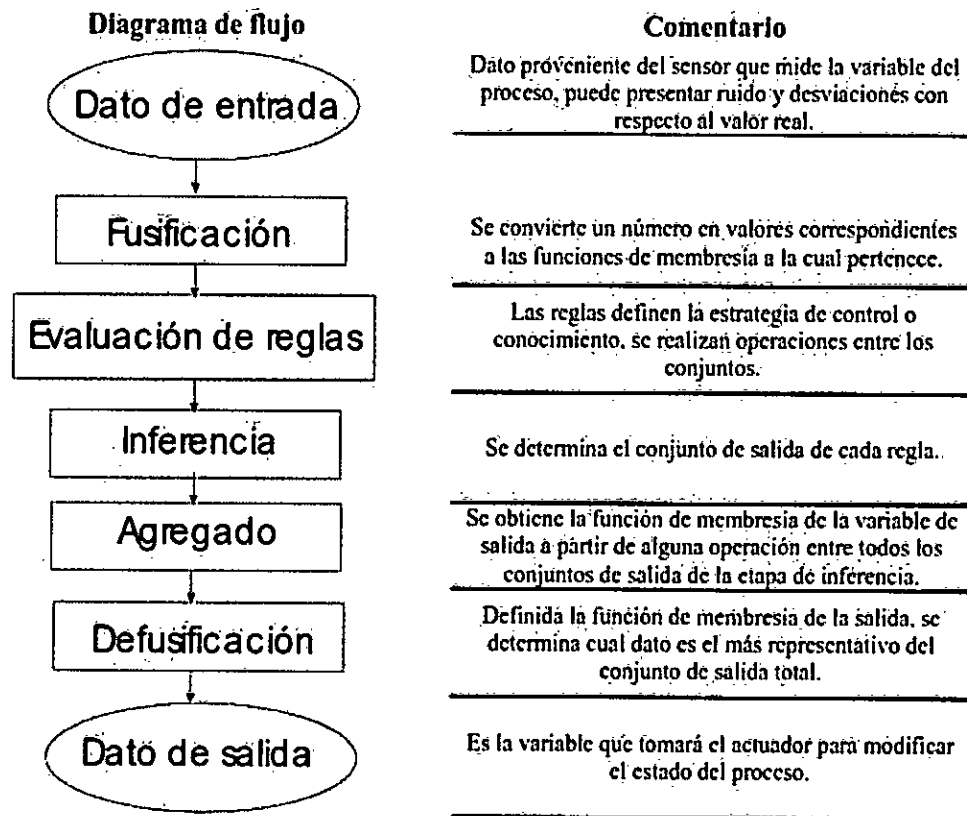 Diagrama de flujo
Comentario
Dato de entrada
Dato proveniente del sensor que mide la variable del
proceso, puede presentar ruido y desviaciones con
respecto al valor real.
Fusificación
Se convierte un número en valores correspondientes
a las funciones de membresía a la cual pertenece.
Evaluación de reglas
Las reglas definen la estrategia de control o
conocimiento, se realizan operaciones entre los
conjuntos.
Inferencia
Se determina el conjunto de salida de cada regla.
Agregado
Se obtiene la función de membresia de la variable de
salida a partir de alguna operación entre todos los
conjuntos de salida de la etapa de inferencia.
Defusificación
Definida la función de membresia de la salida, se
determina cual dato es el más representativo del
conjunto de salida total.
Dato de salida
Es la variable que tomará el actuador para modificar
el estado del proceso.